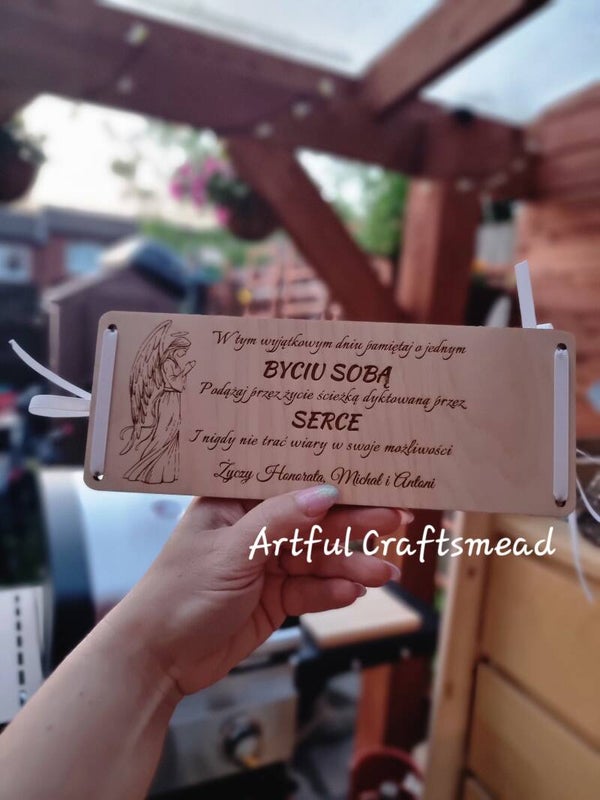 W tym wyjątkowym dniu pamiętaj o jednym
BYCIU SOBĄ
Podążaj przez życie ścieżką dyktowaną przez
SERCE
I nigdy nie trać wiary w swoje możliwości
Życzy Honorata, Michał i Antoni
Artful Craftsmead